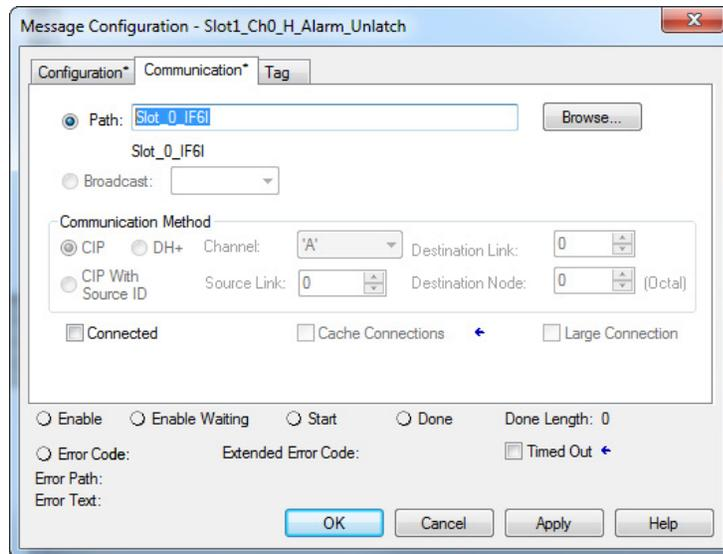 Message Configuration - Slot1_Ch0_H_Alarm_Unlatch
Configuration* Communication* Tag
Path: Slot_0_IF6I Browse...
Slot_0_IF6I
Broadcast:
Communication Method
CIP DH+ Channel: 'A' Destination Link: 0
CIP With Source ID Source Link: 0 Destination Node: 0 (Octal)
Connected Cache Connections Large Connection
Enable Enable Waiting Start Done Done Length: 0
Error Code: Extended Error Code: Timed Out
Error Path:
Error Text:
OK Cancel Apply Help